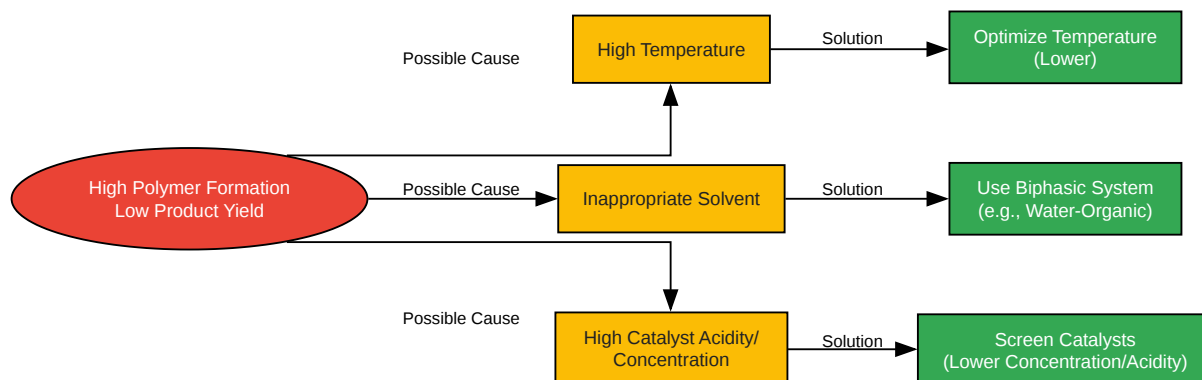 Possible Cause
High Temperature
Solution
Optimize Temperature
(Lower)
High Polymer Formation
Low Product Yield
Possible Cause
Inappropriate Solvent
Solution
Use Biphasic System
(e.g., Water-Organic)
Possible Cause
High Catalyst Acidity/
Concentration
Solution
Screen Catalysts
(Lower Concentration/Acidity)